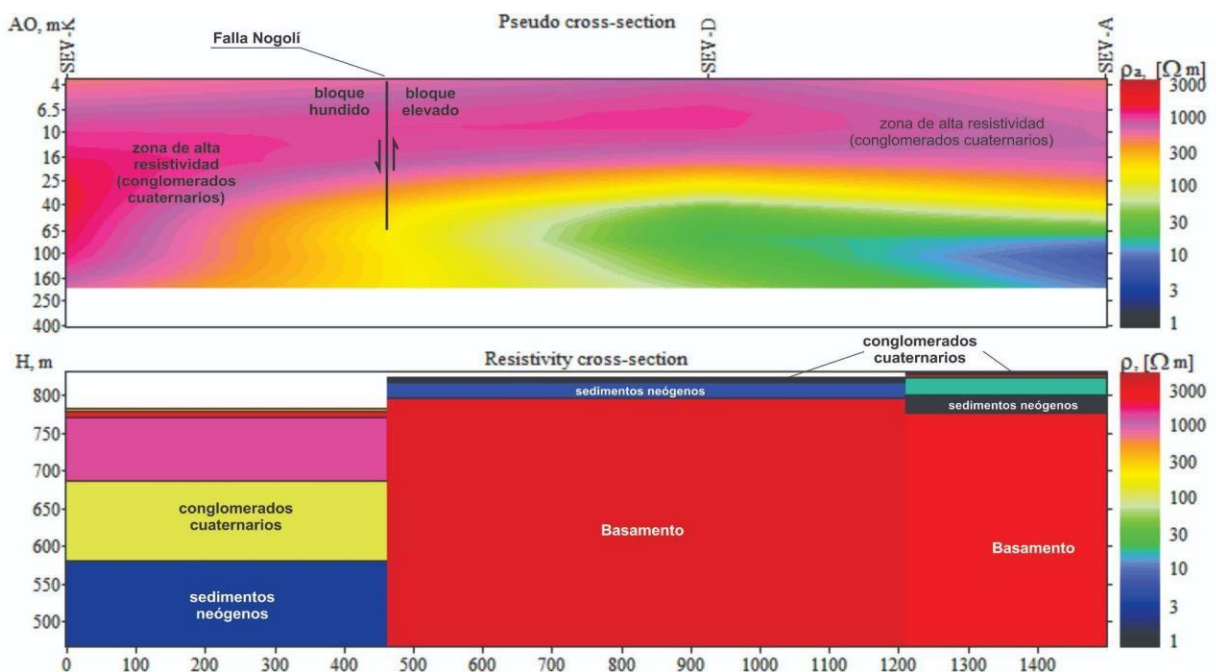 AO, m
Pseudo cross-section
SEV-K
SEV-D
SEV-A
Falla Nogolí
ρa, [Ω m]
4
6.5
10
16
25
40
65
100
160
250
400
bloque
hundido
bloque
elevado
zona de alta
resistividad
(conglomerados
cuaternarios)
zona de alta resistividad
(conglomerados cuaternarios)
3000
1000
300
100
30
10
3
1
H, m
Resistivity cross-section
conglomerados
cuaternarios
ρ, [Ω m]
800
750
700
650
600
550
500
sedimentos neógenos
sedimentos neógenos
conglomerados
cuaternarios
Basamento
Basamento
sedimentos
neógenos
3000
1000
300
100
30
10
3
1
0
100
200
300
400
500
600
700
800
900
1000
1100
1200
1300
1400